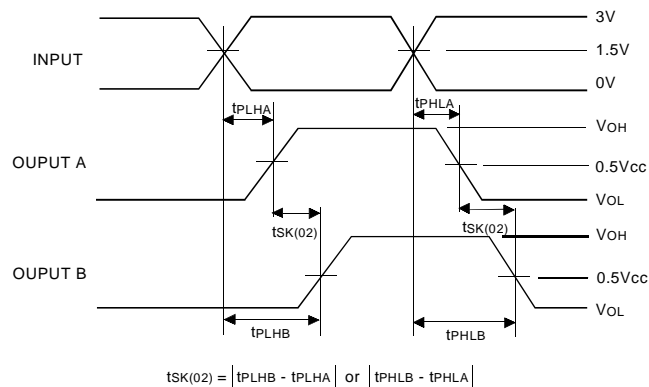 3V
INPUT
1.5V
0V
tPLHA
tPHLA
VOH
OUPUT A
0.5Vcc
VOL
tSK(02)
tSK(02)
VOH
OUPUT B
0.5Vcc
VOL
tPLHB
tPHLB
tSK(02) = |tPLHB - tPLHA| or |tPHLB - tPHLA|